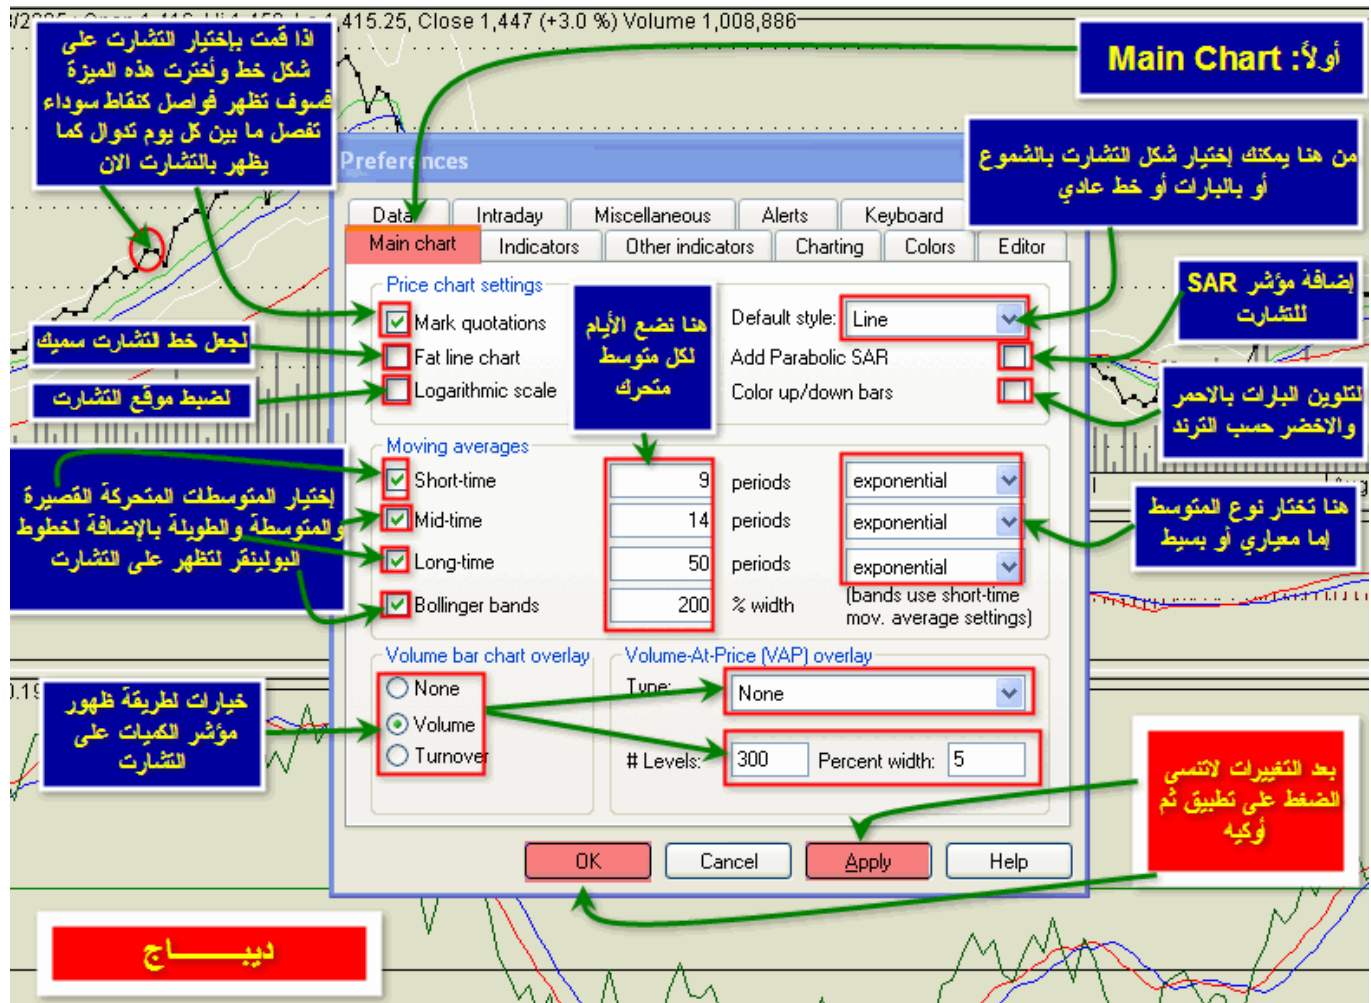 415.25, Close 1,447 (+3.0 %) Volume 1,008,886
اذا قمت بإختيار التشارت على
شكل خط وأخترت هذه الميزة
فسوف تظهر فواصل كنقاط سوداء
تفصل ما بين كل يوم تدوال كما
يظهر بالتشارت الان
أولاً: Main Chart
من هنا يمكنك إختيار شكل التشارت بالشموع
أو بالبارات أو خط عادي
Preferences
Data Intraday Miscellaneous Alerts Keyboard
Main chart Indicators Other indicators Charting Colors Editor
Price chart settings
Mark quotations
Fat line chart
Logarithmic scale
Default style: Line
Add Parabolic SAR
Color up/down bars
هنا نضع الأيام
لكل متوسط
متحرك
إضافة مؤشر SAR
للتشارت
لجعل خط التشارت سميك
لضبط موقع التشارت
لتلوين البارات بالاحمر
والاخضر حسب الترند
Moving averages
Short-time 9 periods exponential
Mid-time 14 periods exponential
Long-time 50 periods exponential
Bollinger bands 200 % width (bands use short-time
mov. average settings)
إختيار المتوسطات المتحركة القصيرة
والمتوسطة والطويلة بالإضافة لخطوط
البولينقر لتظهر على التشارت
هنا تختار نوع المتوسط
إما معياري أو بسيط
Volume bar chart overlay
None
Volume
Turnover
Volume-At-Price (VAP) overlay
Type: None
# Levels: 300 Percent width: 5
خيارات لطريقة ظهور
مؤشر الكميات على
التشارت
بعد التغييرات لاتنسى
الضغط على تطبيق ثم
أوكيه
OK Cancel Apply Help
ديبـــــاج